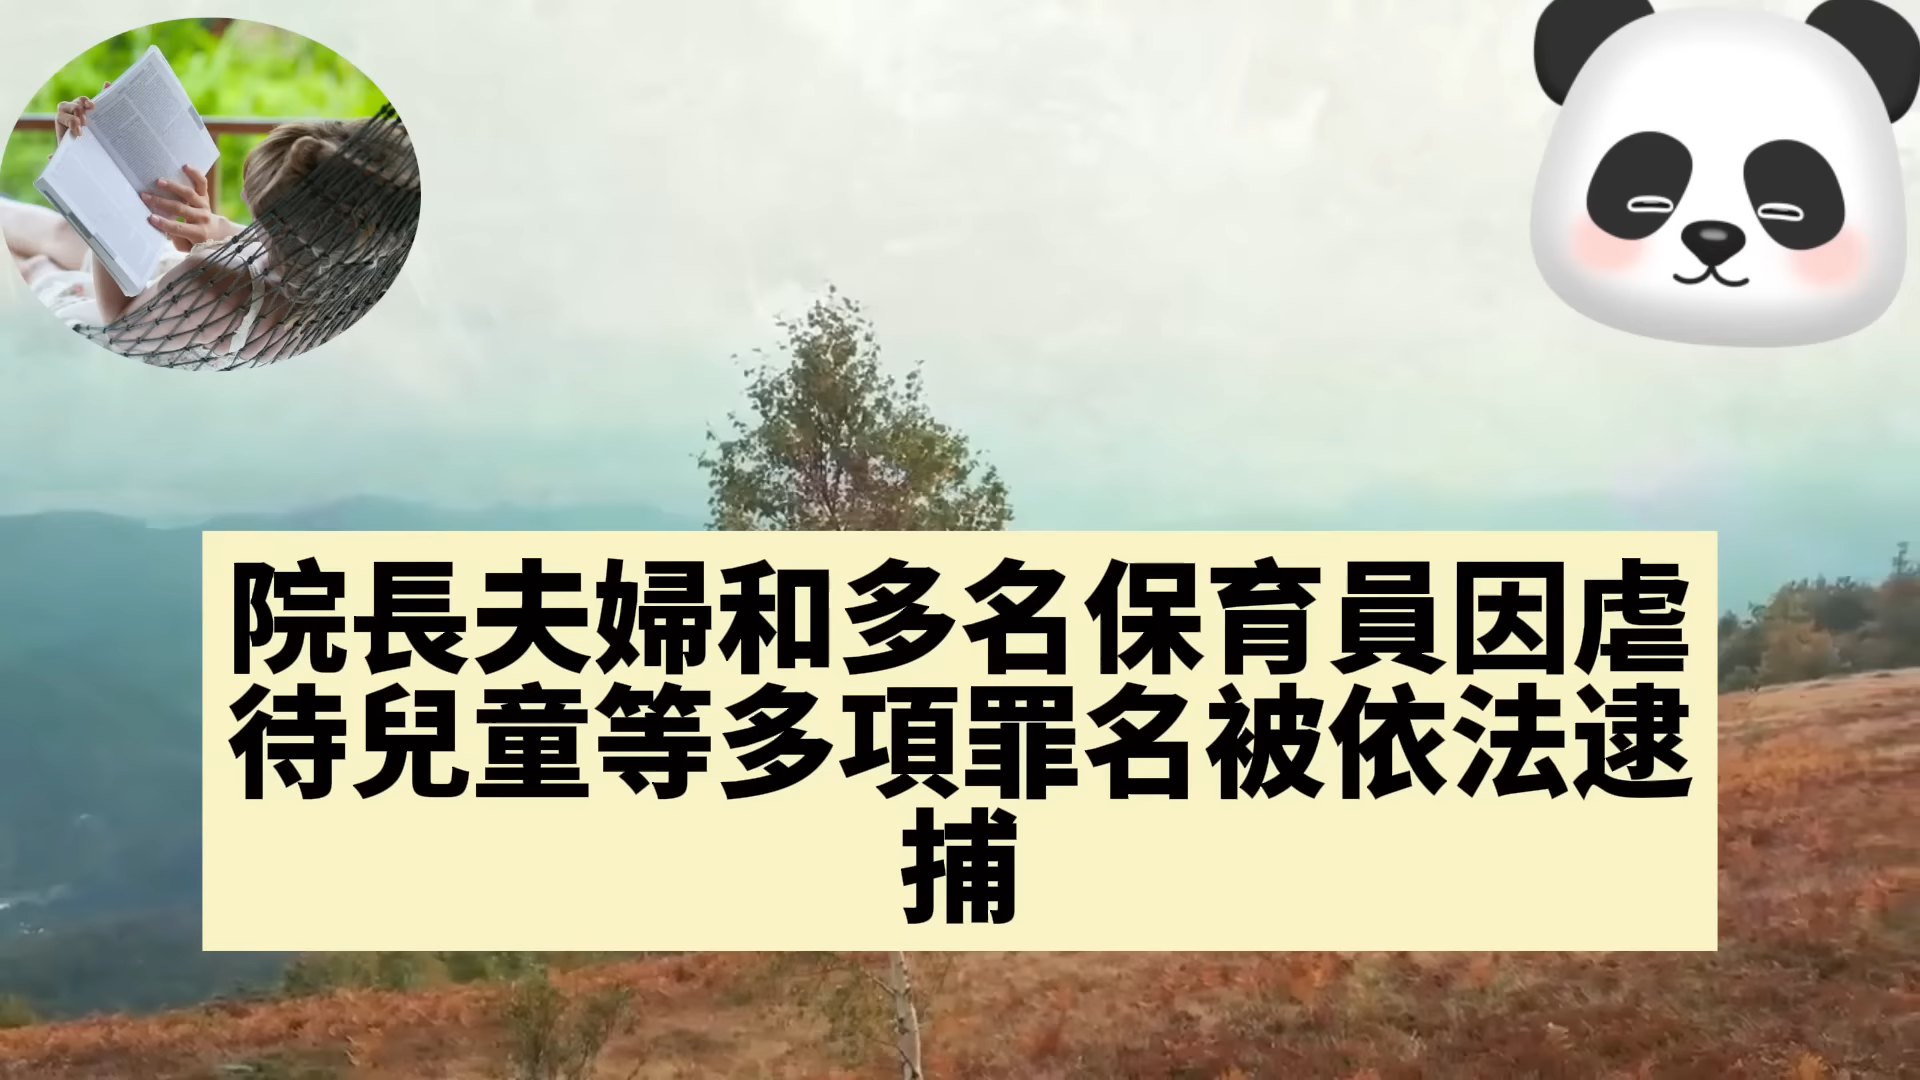 院長夫婦和多名保育員因虐
待兒童等多項罪名被依法逮
捕